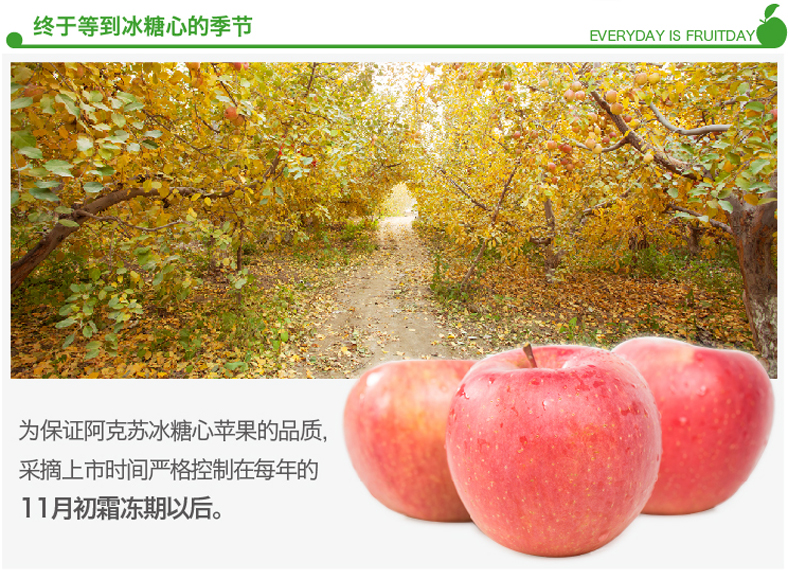 终于等到冰糖心的季节
EVERYDAY IS FRUITDAY
为保证阿克苏冰糖心苹果的品质,
采摘上市时间严格控制在每年的
11月初霜冻期以后。